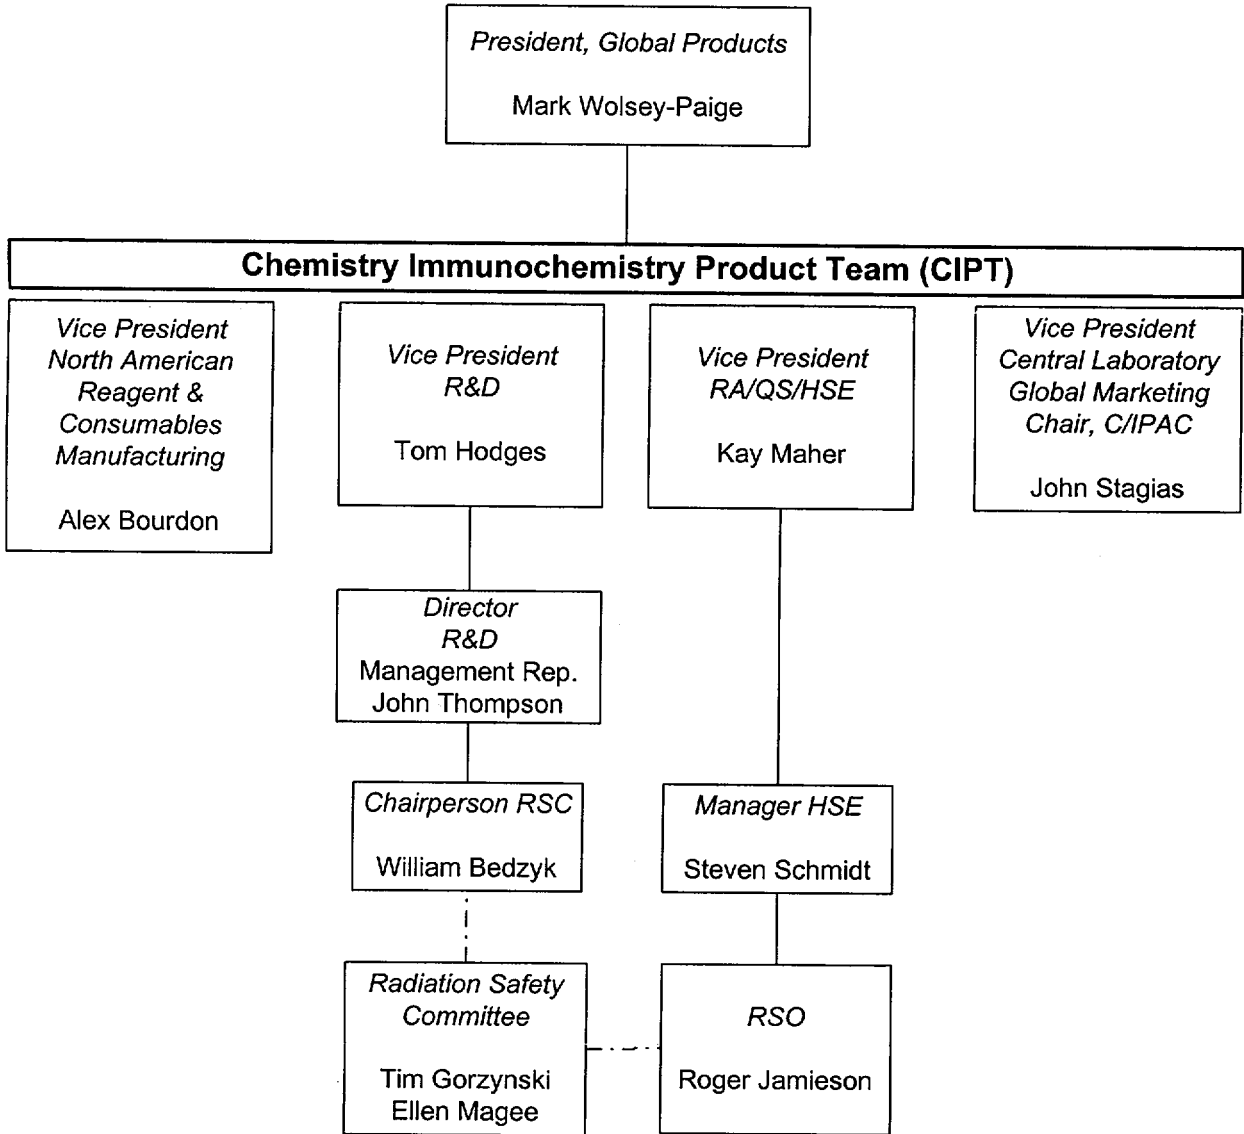 President, Global Products
Mark Wolsey-Paige
Chemistry Immunochemistry Product Team (CIPT)
Vice President
North American
Reagent &
Consumables
Manufacturing
Alex Bourdon
Vice President
R&D
Tom Hodges
Vice President
RA/QS/HSE
Kay Maher
Vice President
Central Laboratory
Global Marketing
Chair, C/IPAC
John Stagias
Director
R&D
Management Rep.
John Thompson
Chairperson RSC
William Bedzyk
Manager HSE
Steven Schmidt
Radiation Safety
Committee
Tim Gorzynski
Ellen Magee
RSO
Roger Jamieson